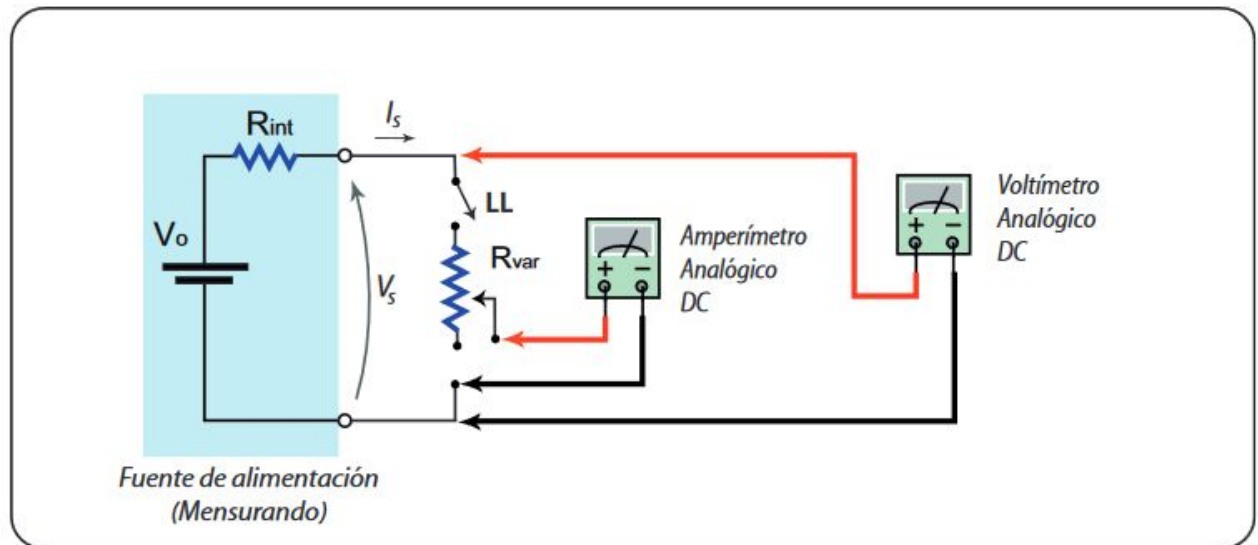 Rint
Is
Vo
Vs
LL
Rvar
+ −
Amperímetro
Analógico
DC
+ −
Voltímetro
Analógico
DC
Fuente de alimentación
(Mensurando)